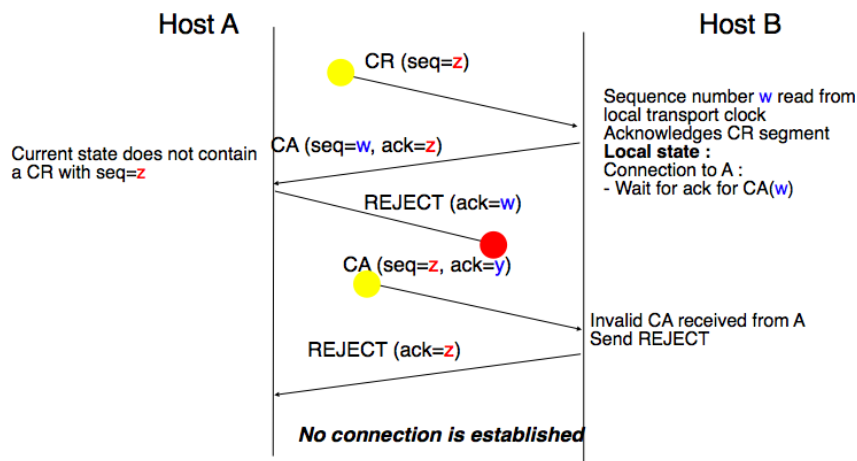 Host A
Host B
CR (seq=z)
Sequence number w read from
local transport clock
Acknowledges CR segment
Local state :
Connection to A :
- Wait for ack for CA(w)
CA (seq=w, ack=z)
Current state does not contain
a CR with seq=z
REJECT (ack=w)
CA (seq=z, ack=y)
Invalid CA received from A
Send REJECT
REJECT (ack=z)
No connection is established